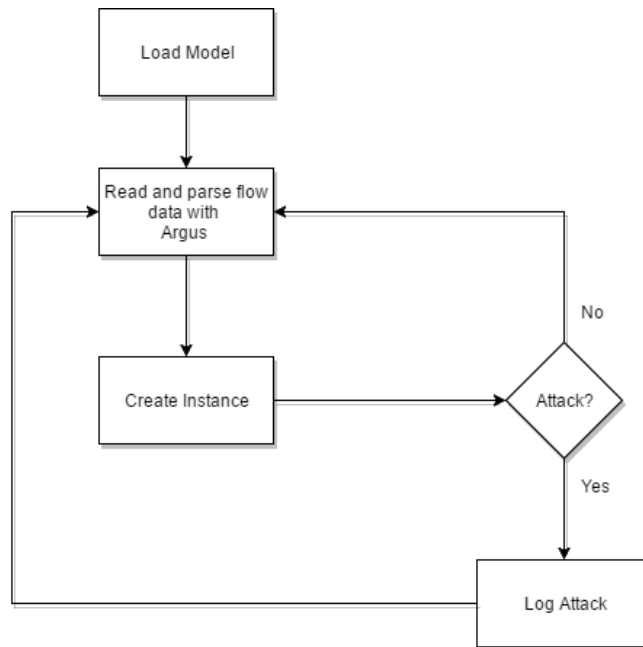 Load Model
Read and parse flow
data with
Argus
No
Create Instance
Attack?
Yes
Log Attack